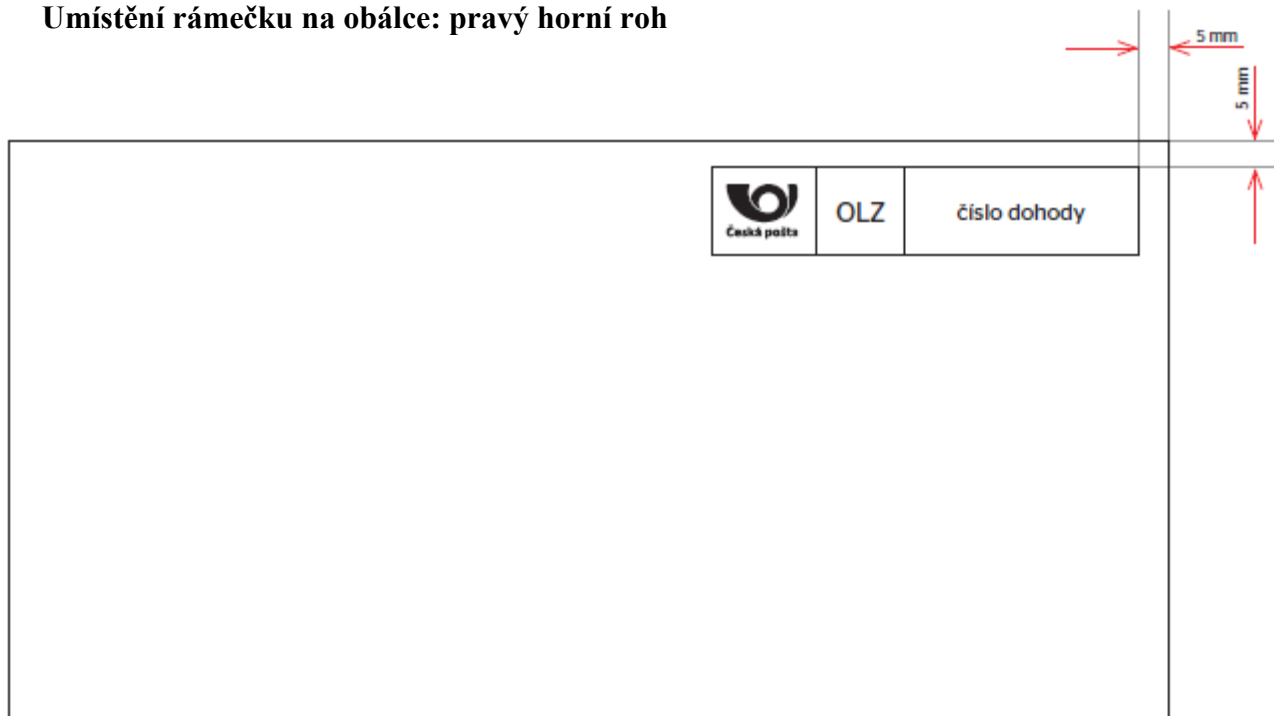 Umístění rámečku na obálce: pravý horní roh
5 mm
5 mm
Česká pošta
OLZ
číslo dohody